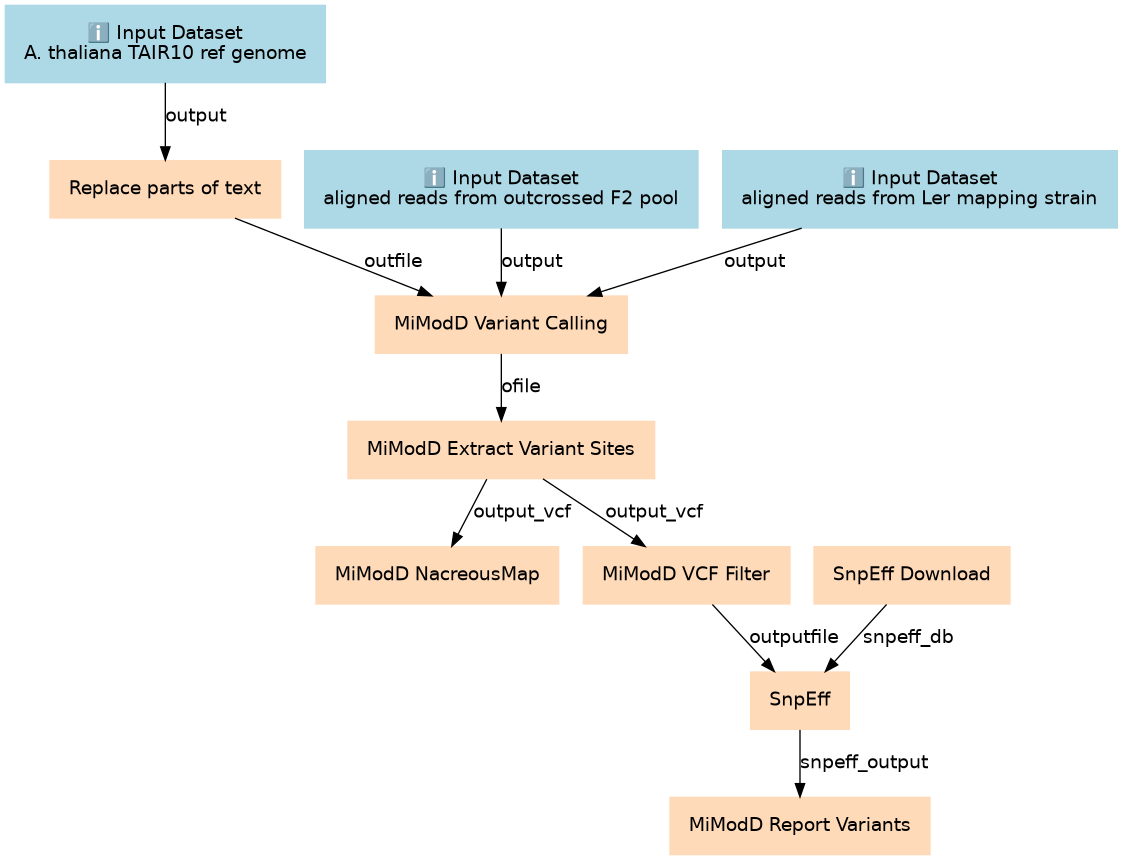 ℹ️ Input Dataset
A. thaliana TAIR10 ref genome
output
Replace parts of text
ℹ️ Input Dataset
aligned reads from outcrossed F2 pool
ℹ️ Input Dataset
aligned reads from Ler mapping strain
outfile
output
output
MiModD Variant Calling
ofile
MiModD Extract Variant Sites
output_vcf
output_vcf
MiModD NacreousMap
MiModD VCF Filter
SnpEff Download
outputfile
snpeff_db
SnpEff
snpeff_output
MiModD Report Variants